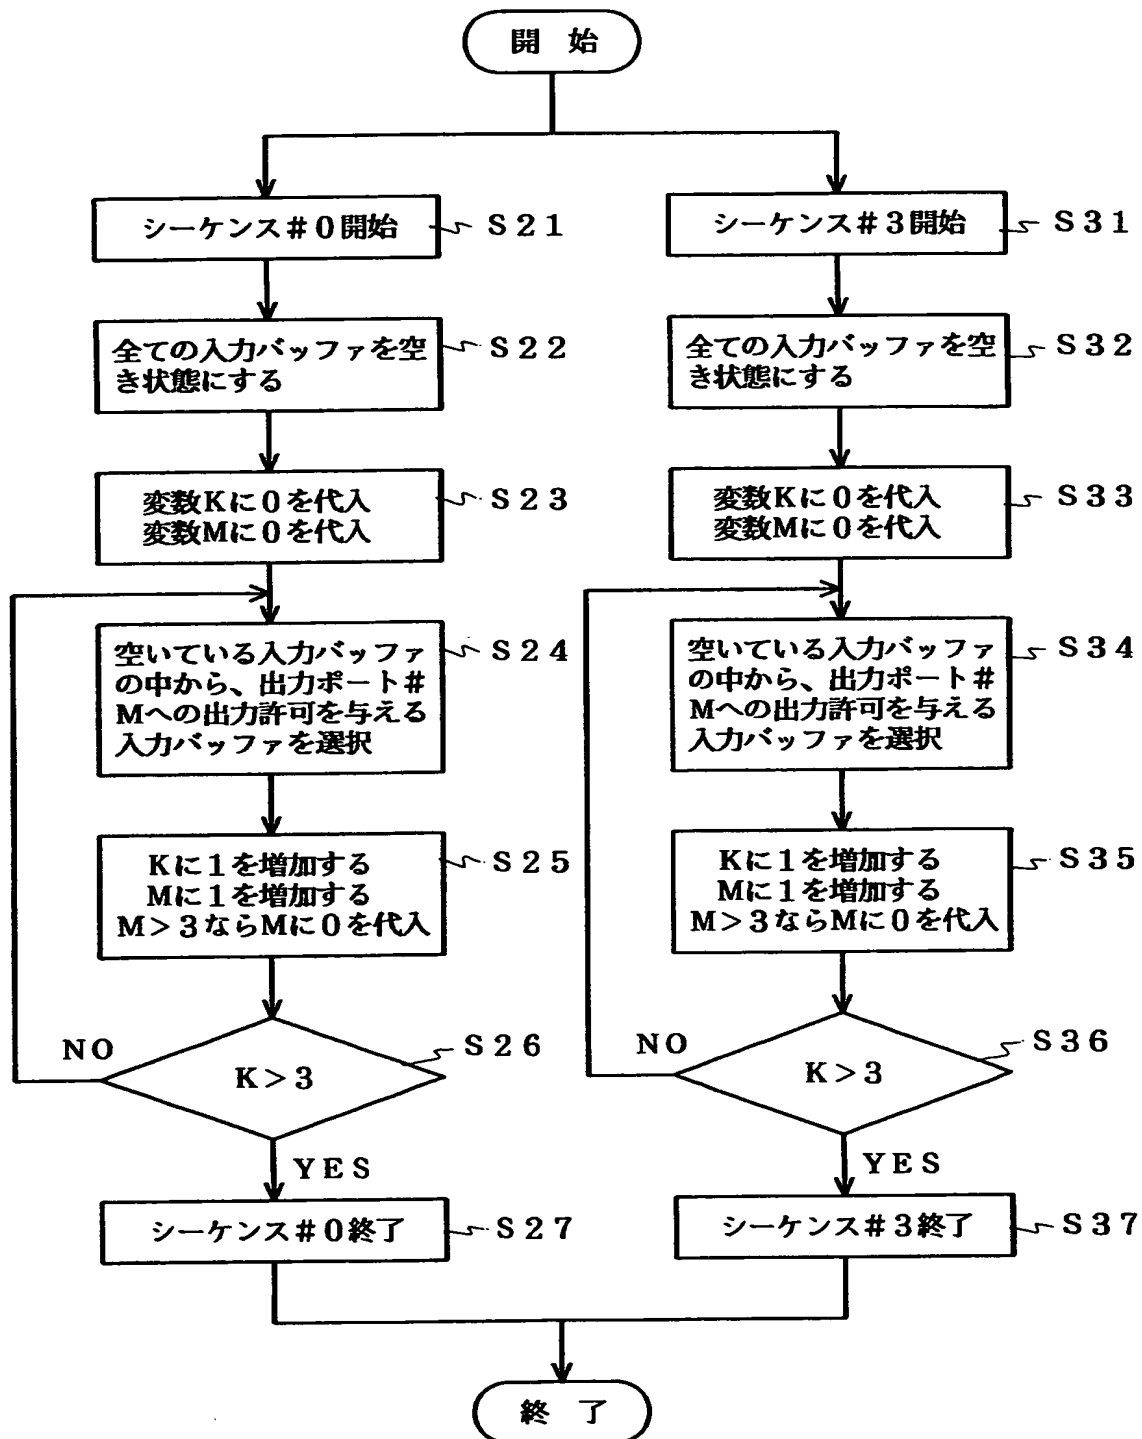 開 始
シーケンス#0開始
S21
全ての入力バッファを空
き状態にする
S22
変数Kに0を代入
変数Mに0を代入
S23
空いている入力バッファ
の中から、出力ポート#
Mへの出力許可を与える
入力バッファを選択
S24
Kに1を増加する
Mに1を増加する
M>3ならMに0を代入
S25
K>3
S26
NO
YES
シーケンス#0終了
S27
シーケンス#3開始
S31
全ての入力バッファを空
き状態にする
S32
変数Kに0を代入
変数Mに0を代入
S33
空いている入力バッファ
の中から、出力ポート#
Mへの出力許可を与える
入力バッファを選択
S34
Kに1を増加する
Mに1を増加する
M>3ならMに0を代入
S35
K>3
S36
NO
YES
シーケンス#3終了
S37
終 了